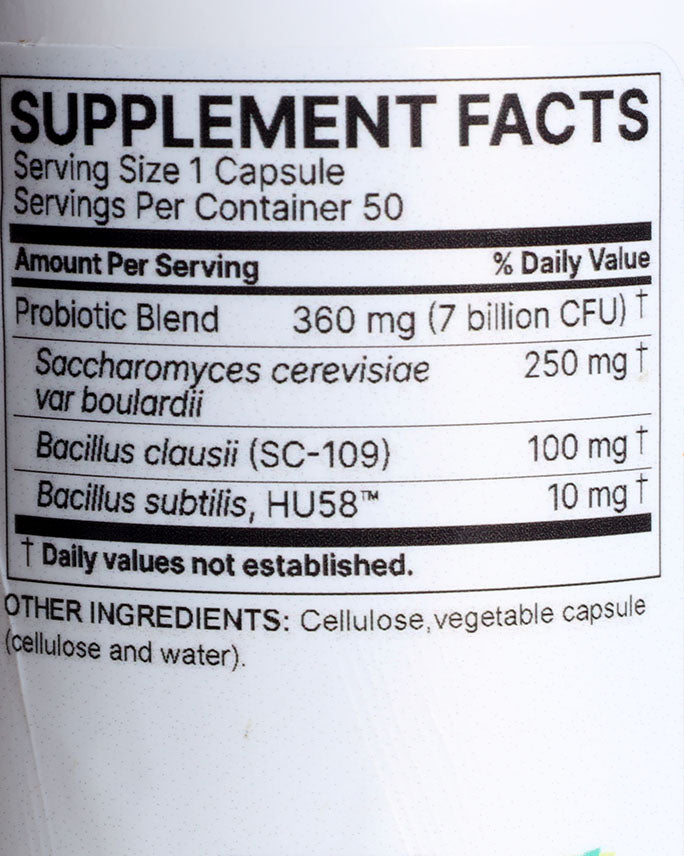 SUPPLEMENT FACTS
Serving Size 1 Capsule
Servings Per Container 50
Amount Per Serving % Daily Value
Probiotic Blend 360 mg (7 billion CFU) †
Saccharomyces cerevisiae 250 mg †
var boulardii
Bacillus clausii (SC-109) 100 mg †
Bacillus subtilis, HU58™ 10 mg †
† Daily values not established.
OTHER INGREDIENTS: Cellulose, vegetable capsule
(cellulose and water).